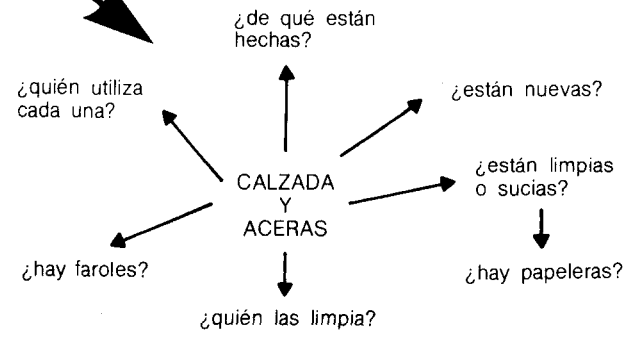 ¿de qué están
hechas?
¿quién utiliza
cada una?
¿están nuevas?
¿están limpias
o sucias?
CALZADA
Y
ACERAS
¿hay faroles?
¿hay papeleras?
¿quién las limpia?